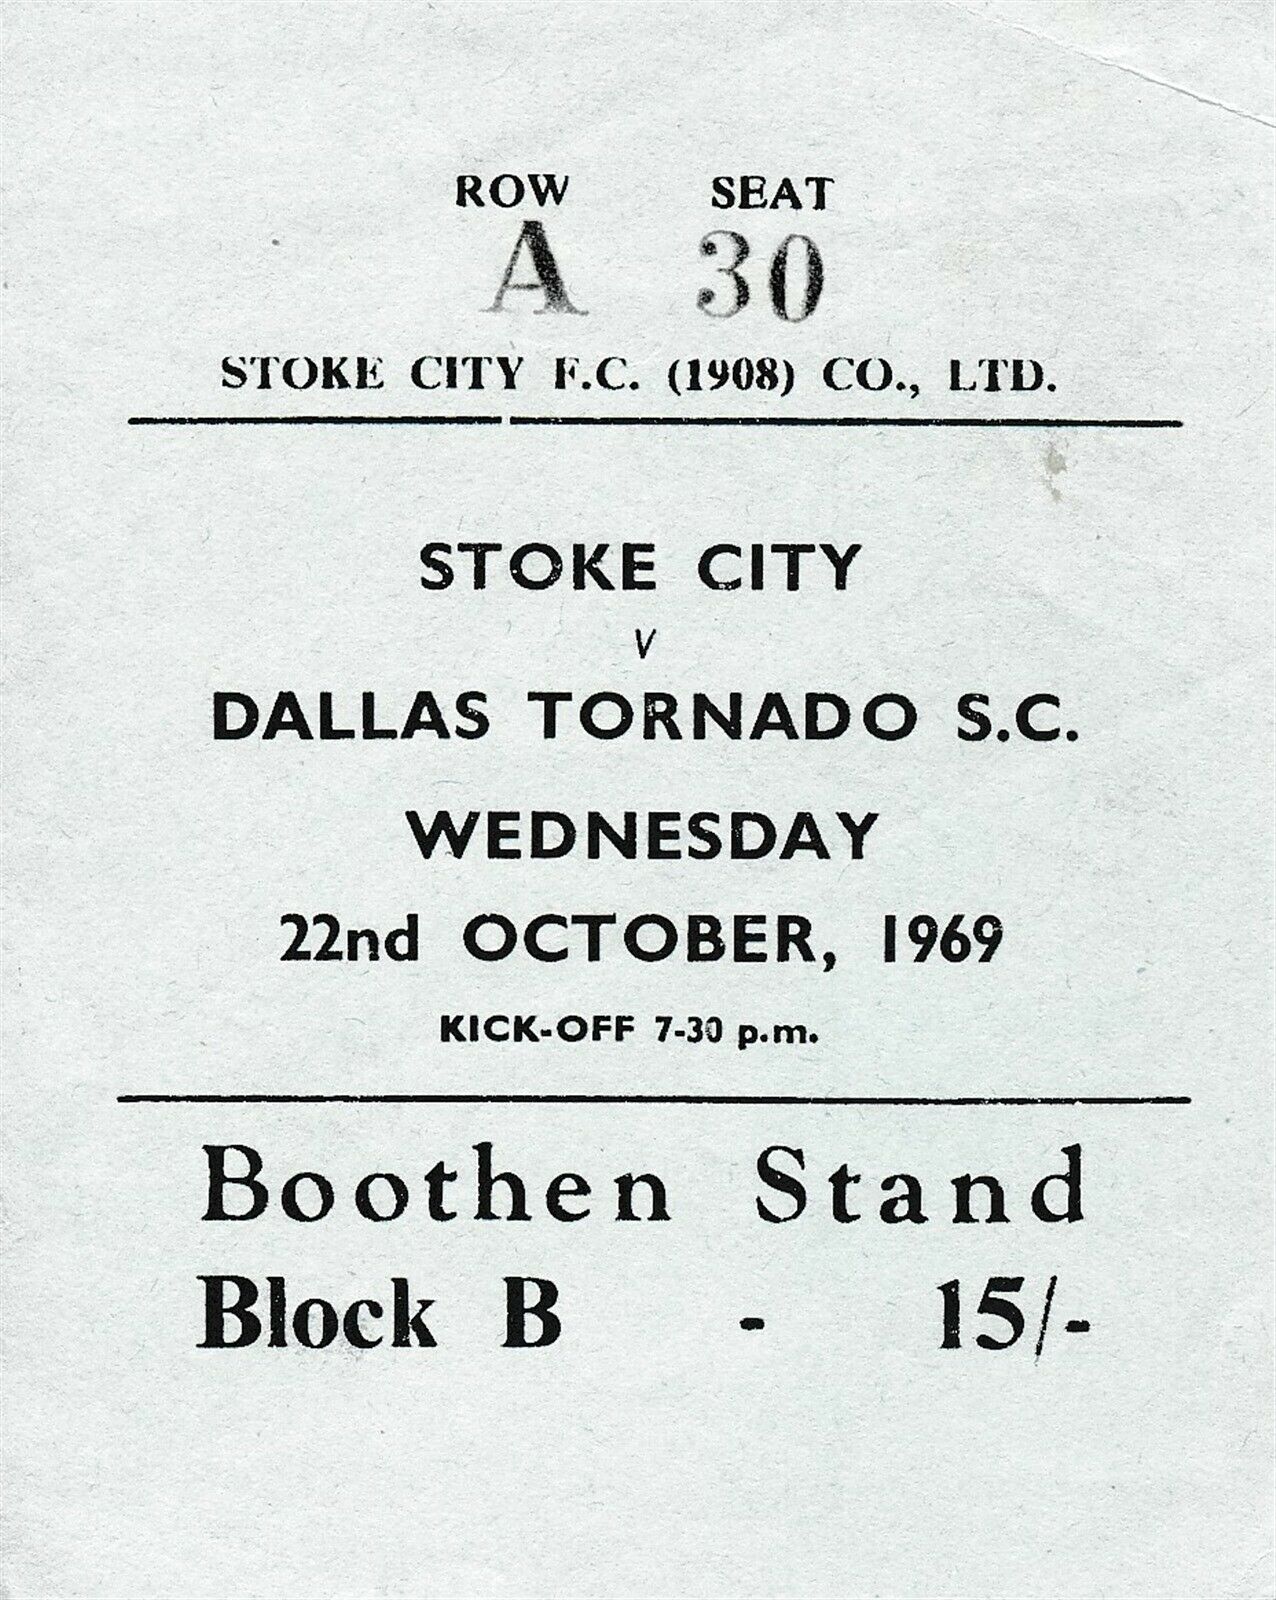 ROW SEAT
A 30
STOKE CITY F.C. (1908) CO., LTD.
STOKE CITY
v
DALLAS TORNADO S.C.
WEDNESDAY
22nd OCTOBER, 1969
KICK-OFF 7-30 p.m.
Boothen Stand
Block B - 15/-